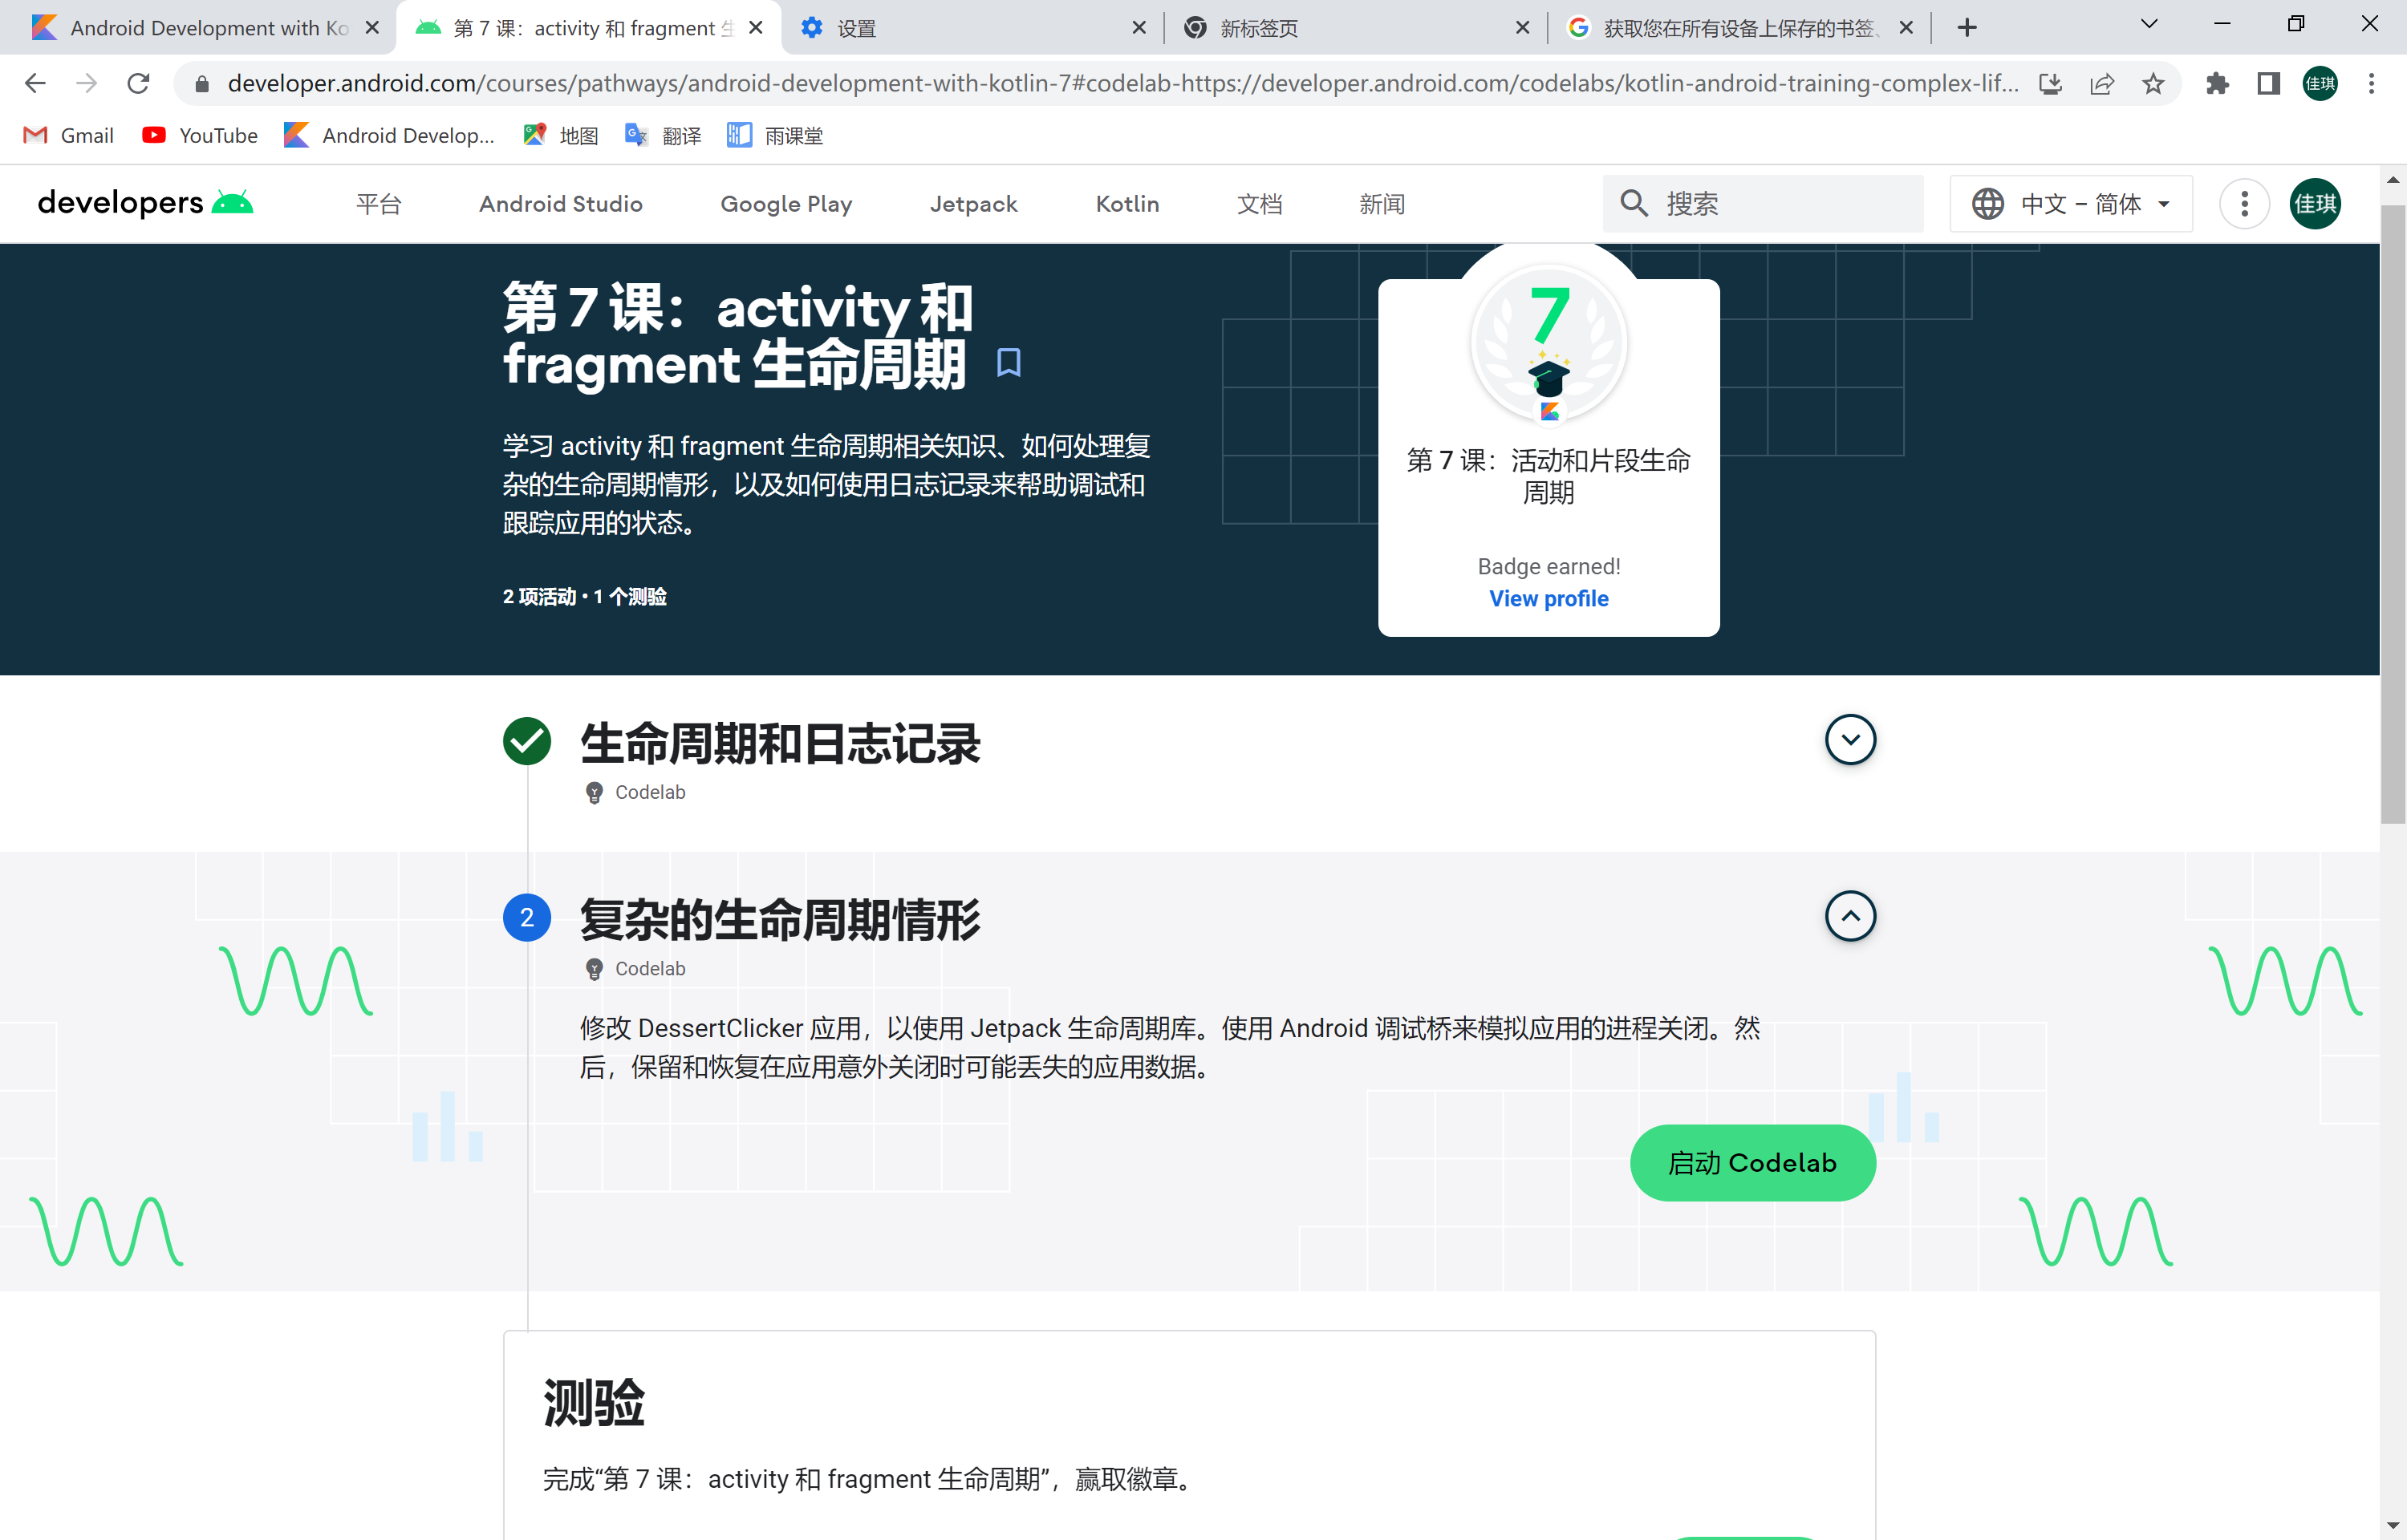 Android Development with Ko
第 7 课：activity 和 fragment 生
设置
新标签页
获取您在所有设备上保存的书签、
developer.android.com/courses/pathways/android-development-with-kotlin-7#codelab-https://developer.android.com/codelabs/kotlin-android-training-complex-lif...
佳琪
Gmail
YouTube
Android Develop...
地图
翻译
雨课堂
developers
平台
Android Studio
Google Play
Jetpack
Kotlin
文档
新闻
搜索
中文 – 简体
佳琪
第 7 课：activity 和
fragment 生命周期
学习 activity 和 fragment 生命周期相关知识、如何处理复
杂的生命周期情形，以及如何使用日志记录来帮助调试和
跟踪应用的状态。
2 项活动 • 1 个测验
7
第 7 课：活动和片段生命
周期
Badge earned!
View profile
生命周期和日志记录
Codelab
2
复杂的生命周期情形
Codelab
修改 DessertClicker 应用，以使用 Jetpack 生命周期库。使用 Android 调试桥来模拟应用的进程关闭。然
后，保留和恢复在应用意外关闭时可能丢失的应用数据。
启动 Codelab
测验
完成“第 7 课：activity 和 fragment 生命周期”，赢取徽章。